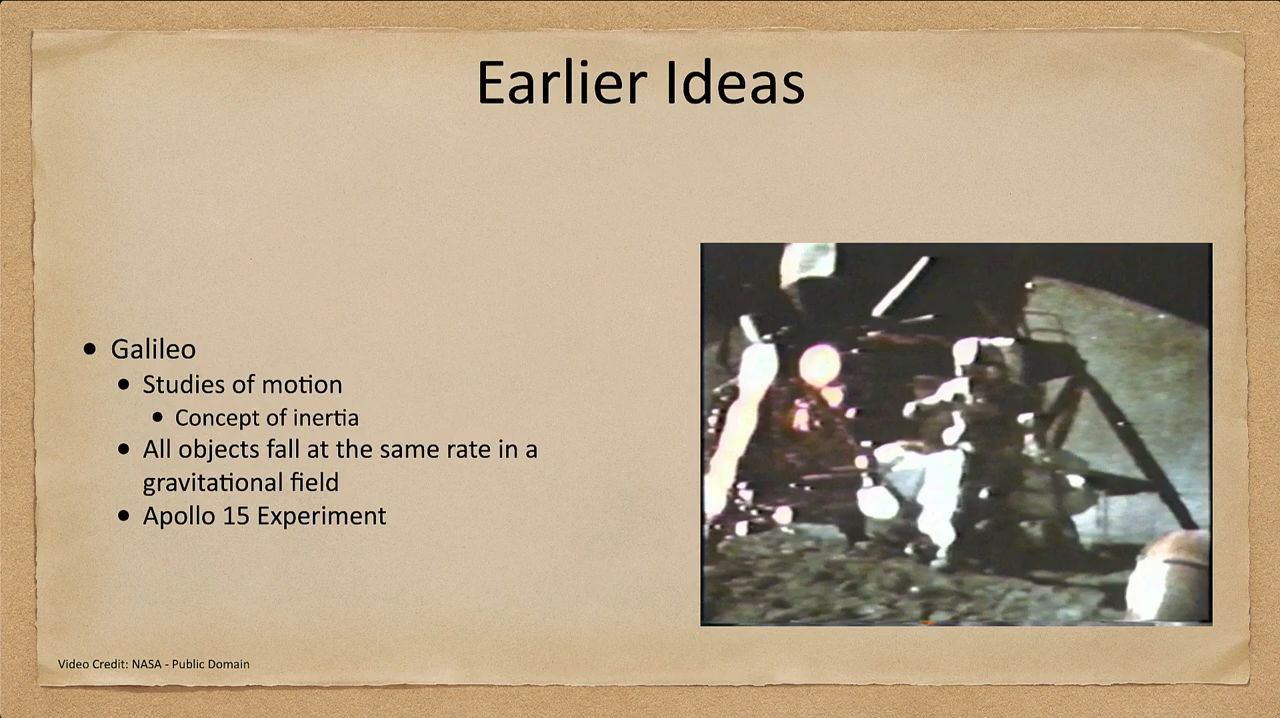 Earlier Ideas
• Galileo
• Studies of motion
• Concept of inertia
• All objects fall at the same rate in a
gravitational field
• Apollo 15 Experiment
Video Credit: NASA - Public Domain